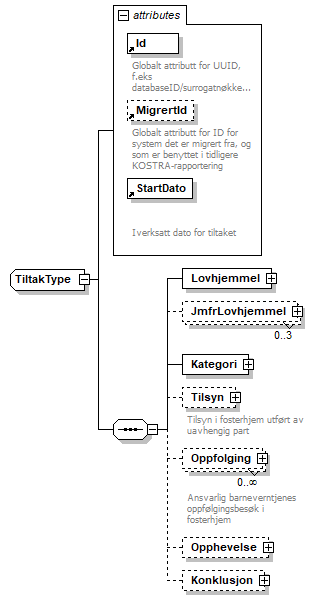 attributes
Id
Globalt attributt for UUID,
f.eks
databaseID/surrogatnøkke...
MigrertId
Globalt attributt for ID for
system det er migrert fra, og
som er benyttet i tidligere
KOSTRA-rapportering
StartDato
Iverksatt dato for tiltaket
TiltakType
Lovhjemmel
JmfrLovhjemmel
0..3
Kategori
Tilsyn
Tilsyn i fosterhjem utført av
uavhengig part
Oppfolging
0..∞
Ansvarlig barneverntjenes
oppfølgingsbesøk i
fosterhjem
Opphevelse
Konklusjon